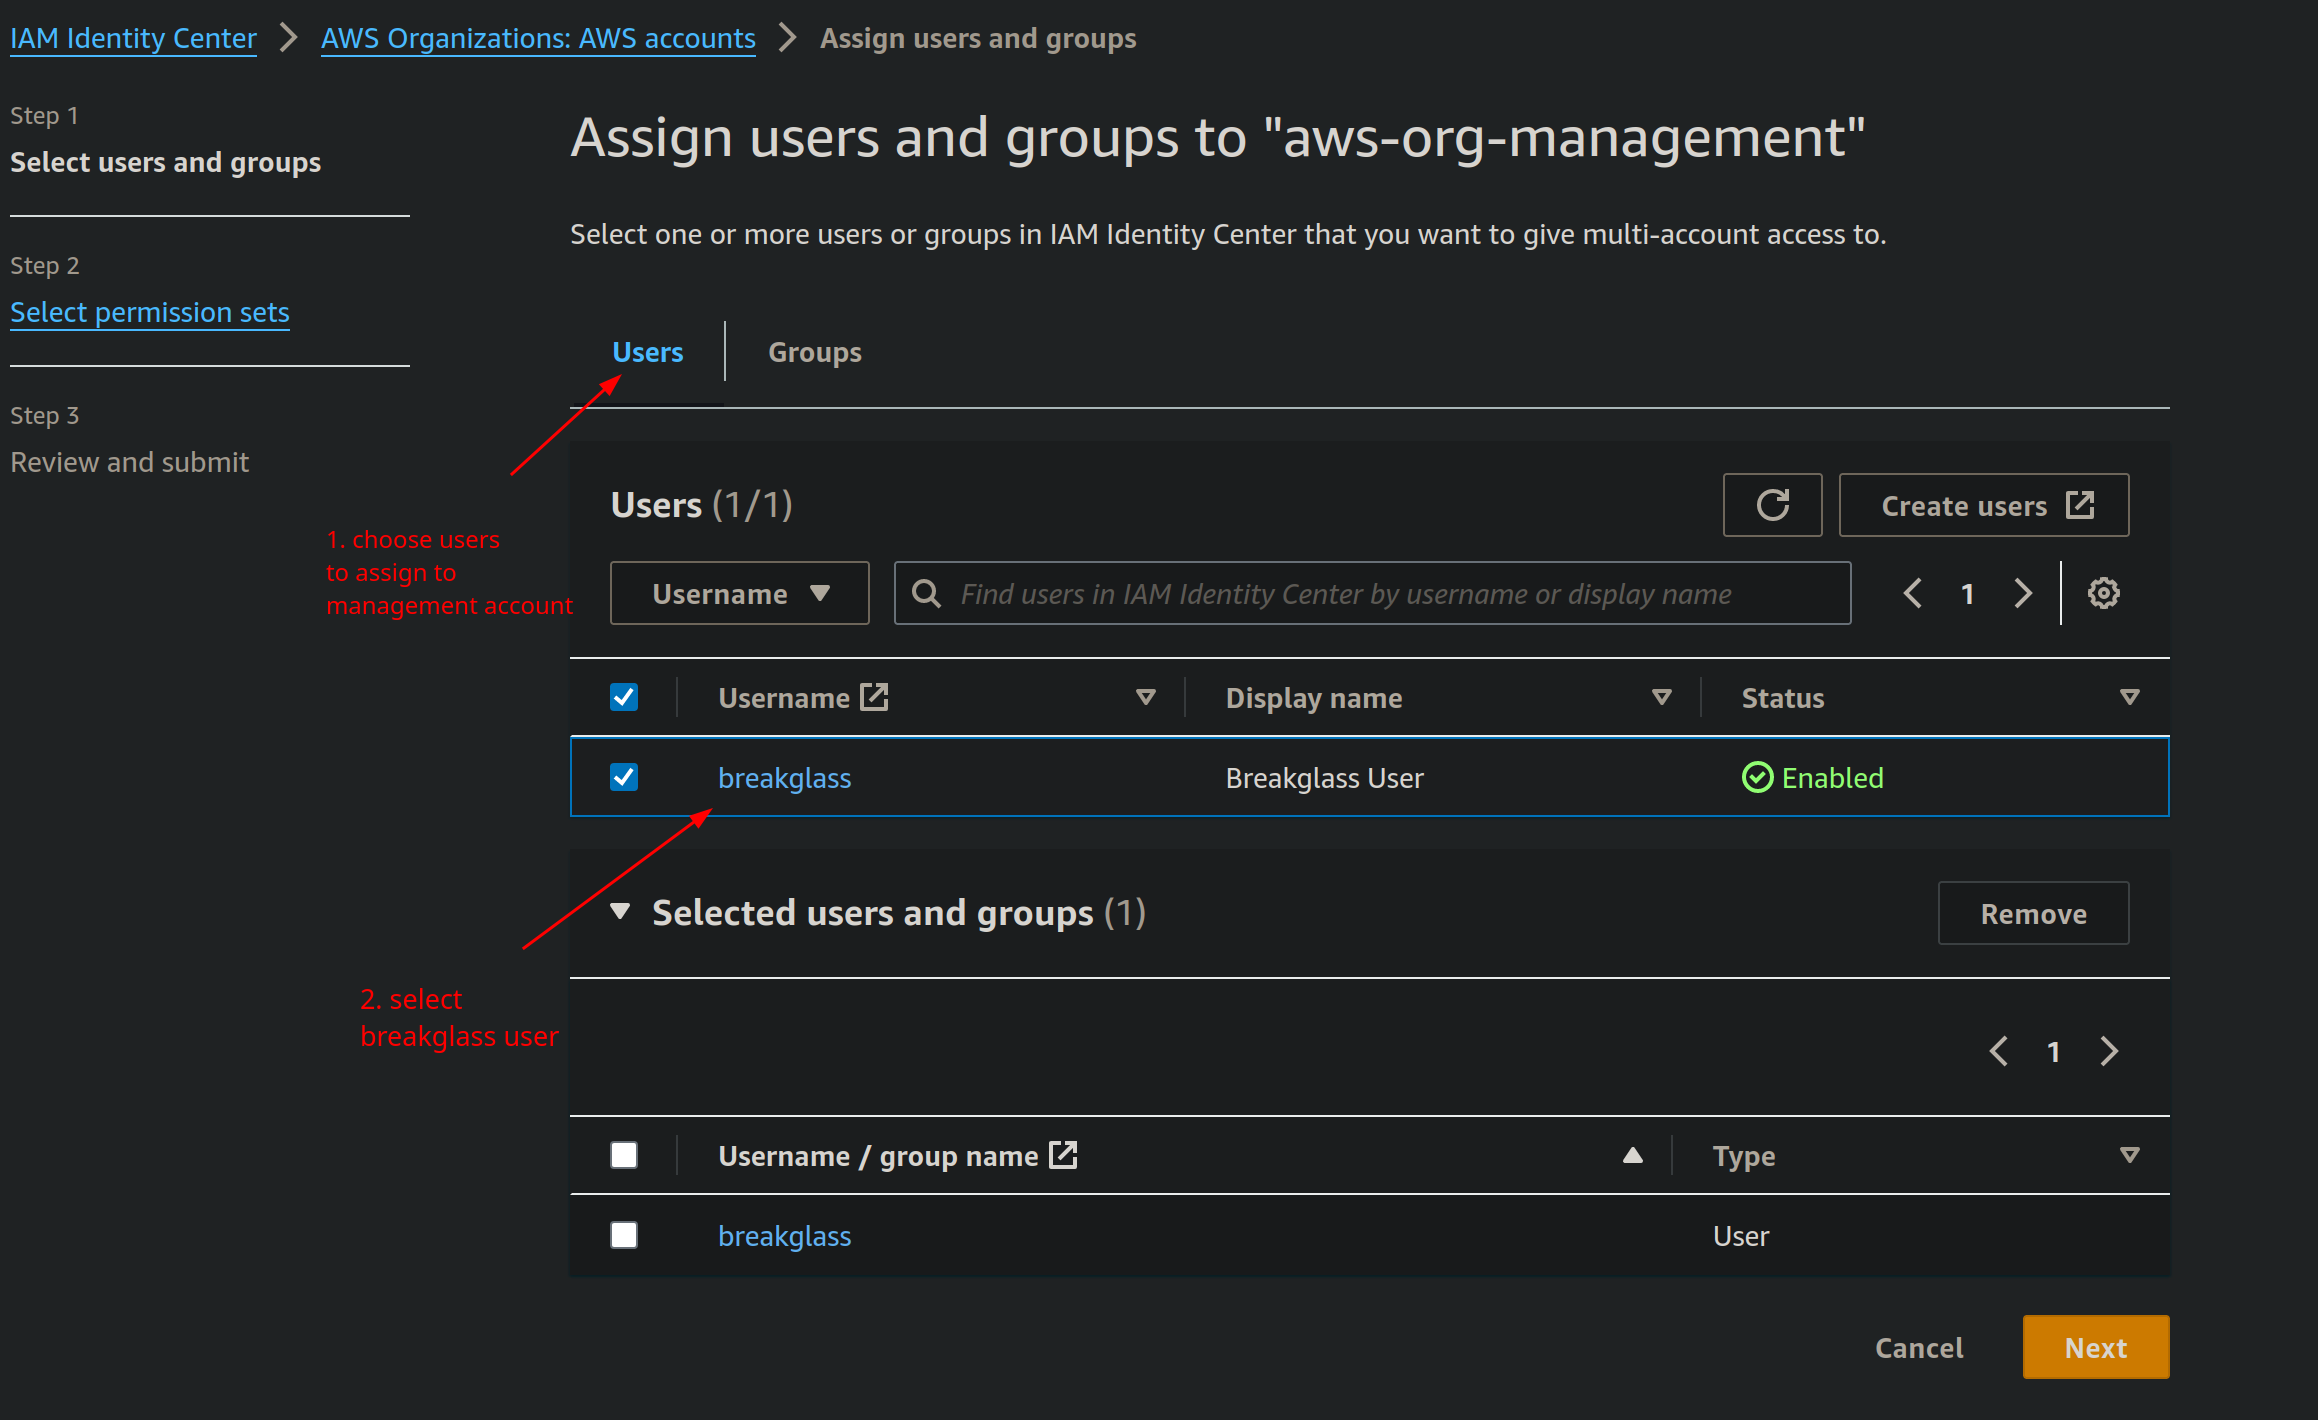 IAM Identity Center > AWS Organizations: AWS accounts > Assign users and groups
Step 1
Select users and groups
Step 2
Select permission sets
Step 3
Review and submit
Assign users and groups to "aws-org-management"
Select one or more users or groups in IAM Identity Center that you want to give multi-account access to.
Users
Groups
1. choose users
to assign to
management account
Users (1/1)
Create users
Username
Find users in IAM Identity Center by username or display name
1
Username
Display name
Status
breakglass
Breakglass User
Enabled
2. select
breakglass user
Selected users and groups (1)
Remove
1
Username / group name
Type
breakglass
User
Cancel
Next